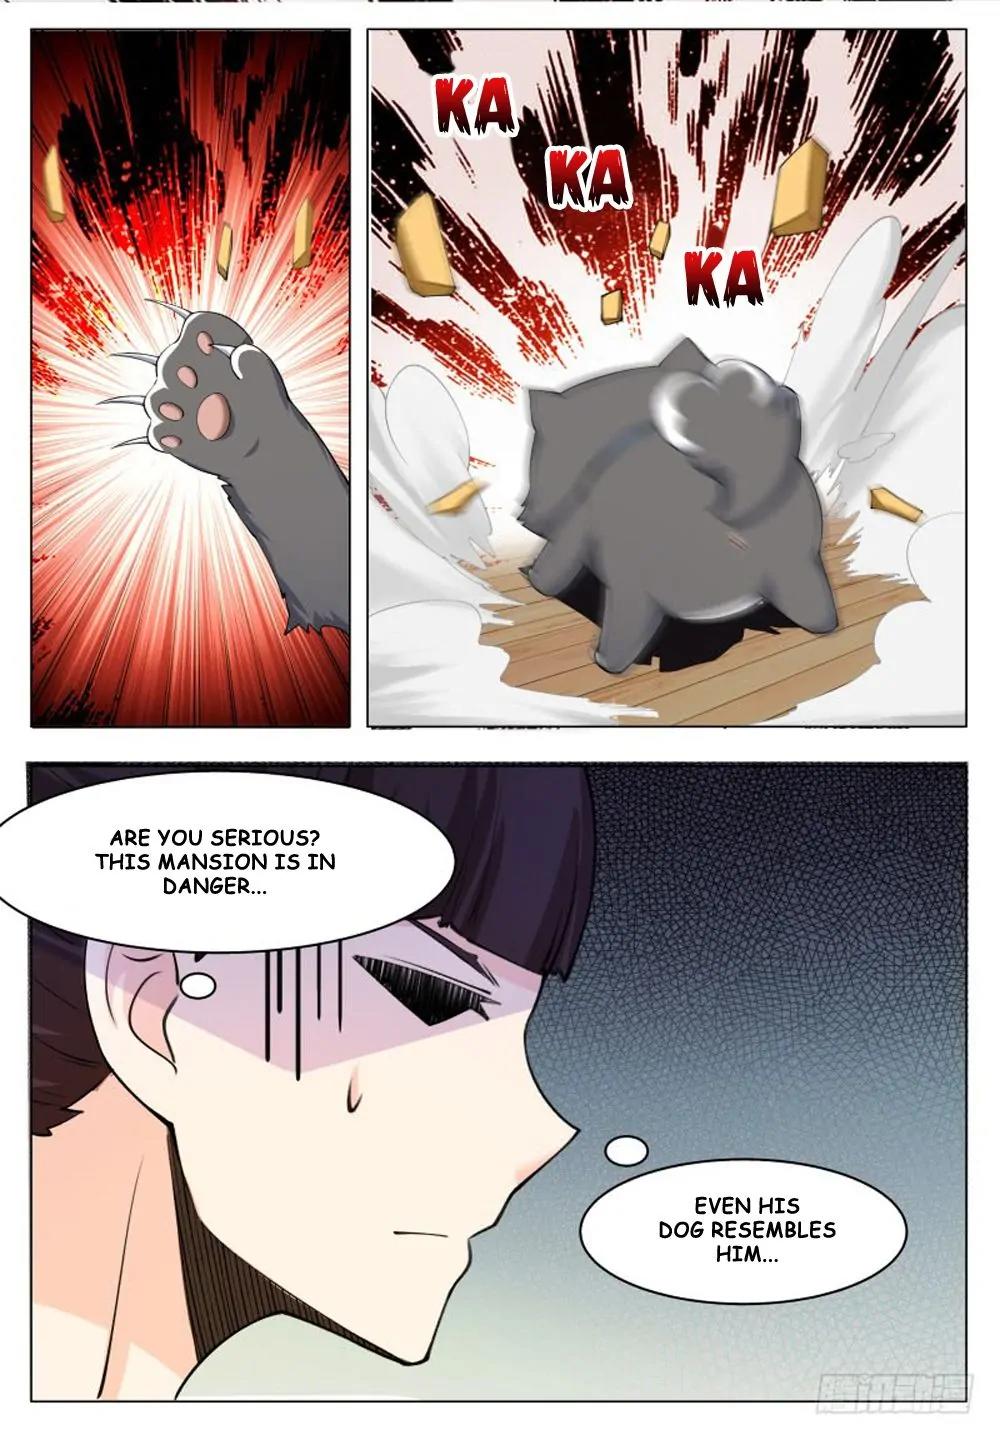 KA
KA
KA
ARE YOU SERIOUS?
THIS MANSION IS IN
DANGER...
EVEN HIS
DOG RESEMBLES
HIM...